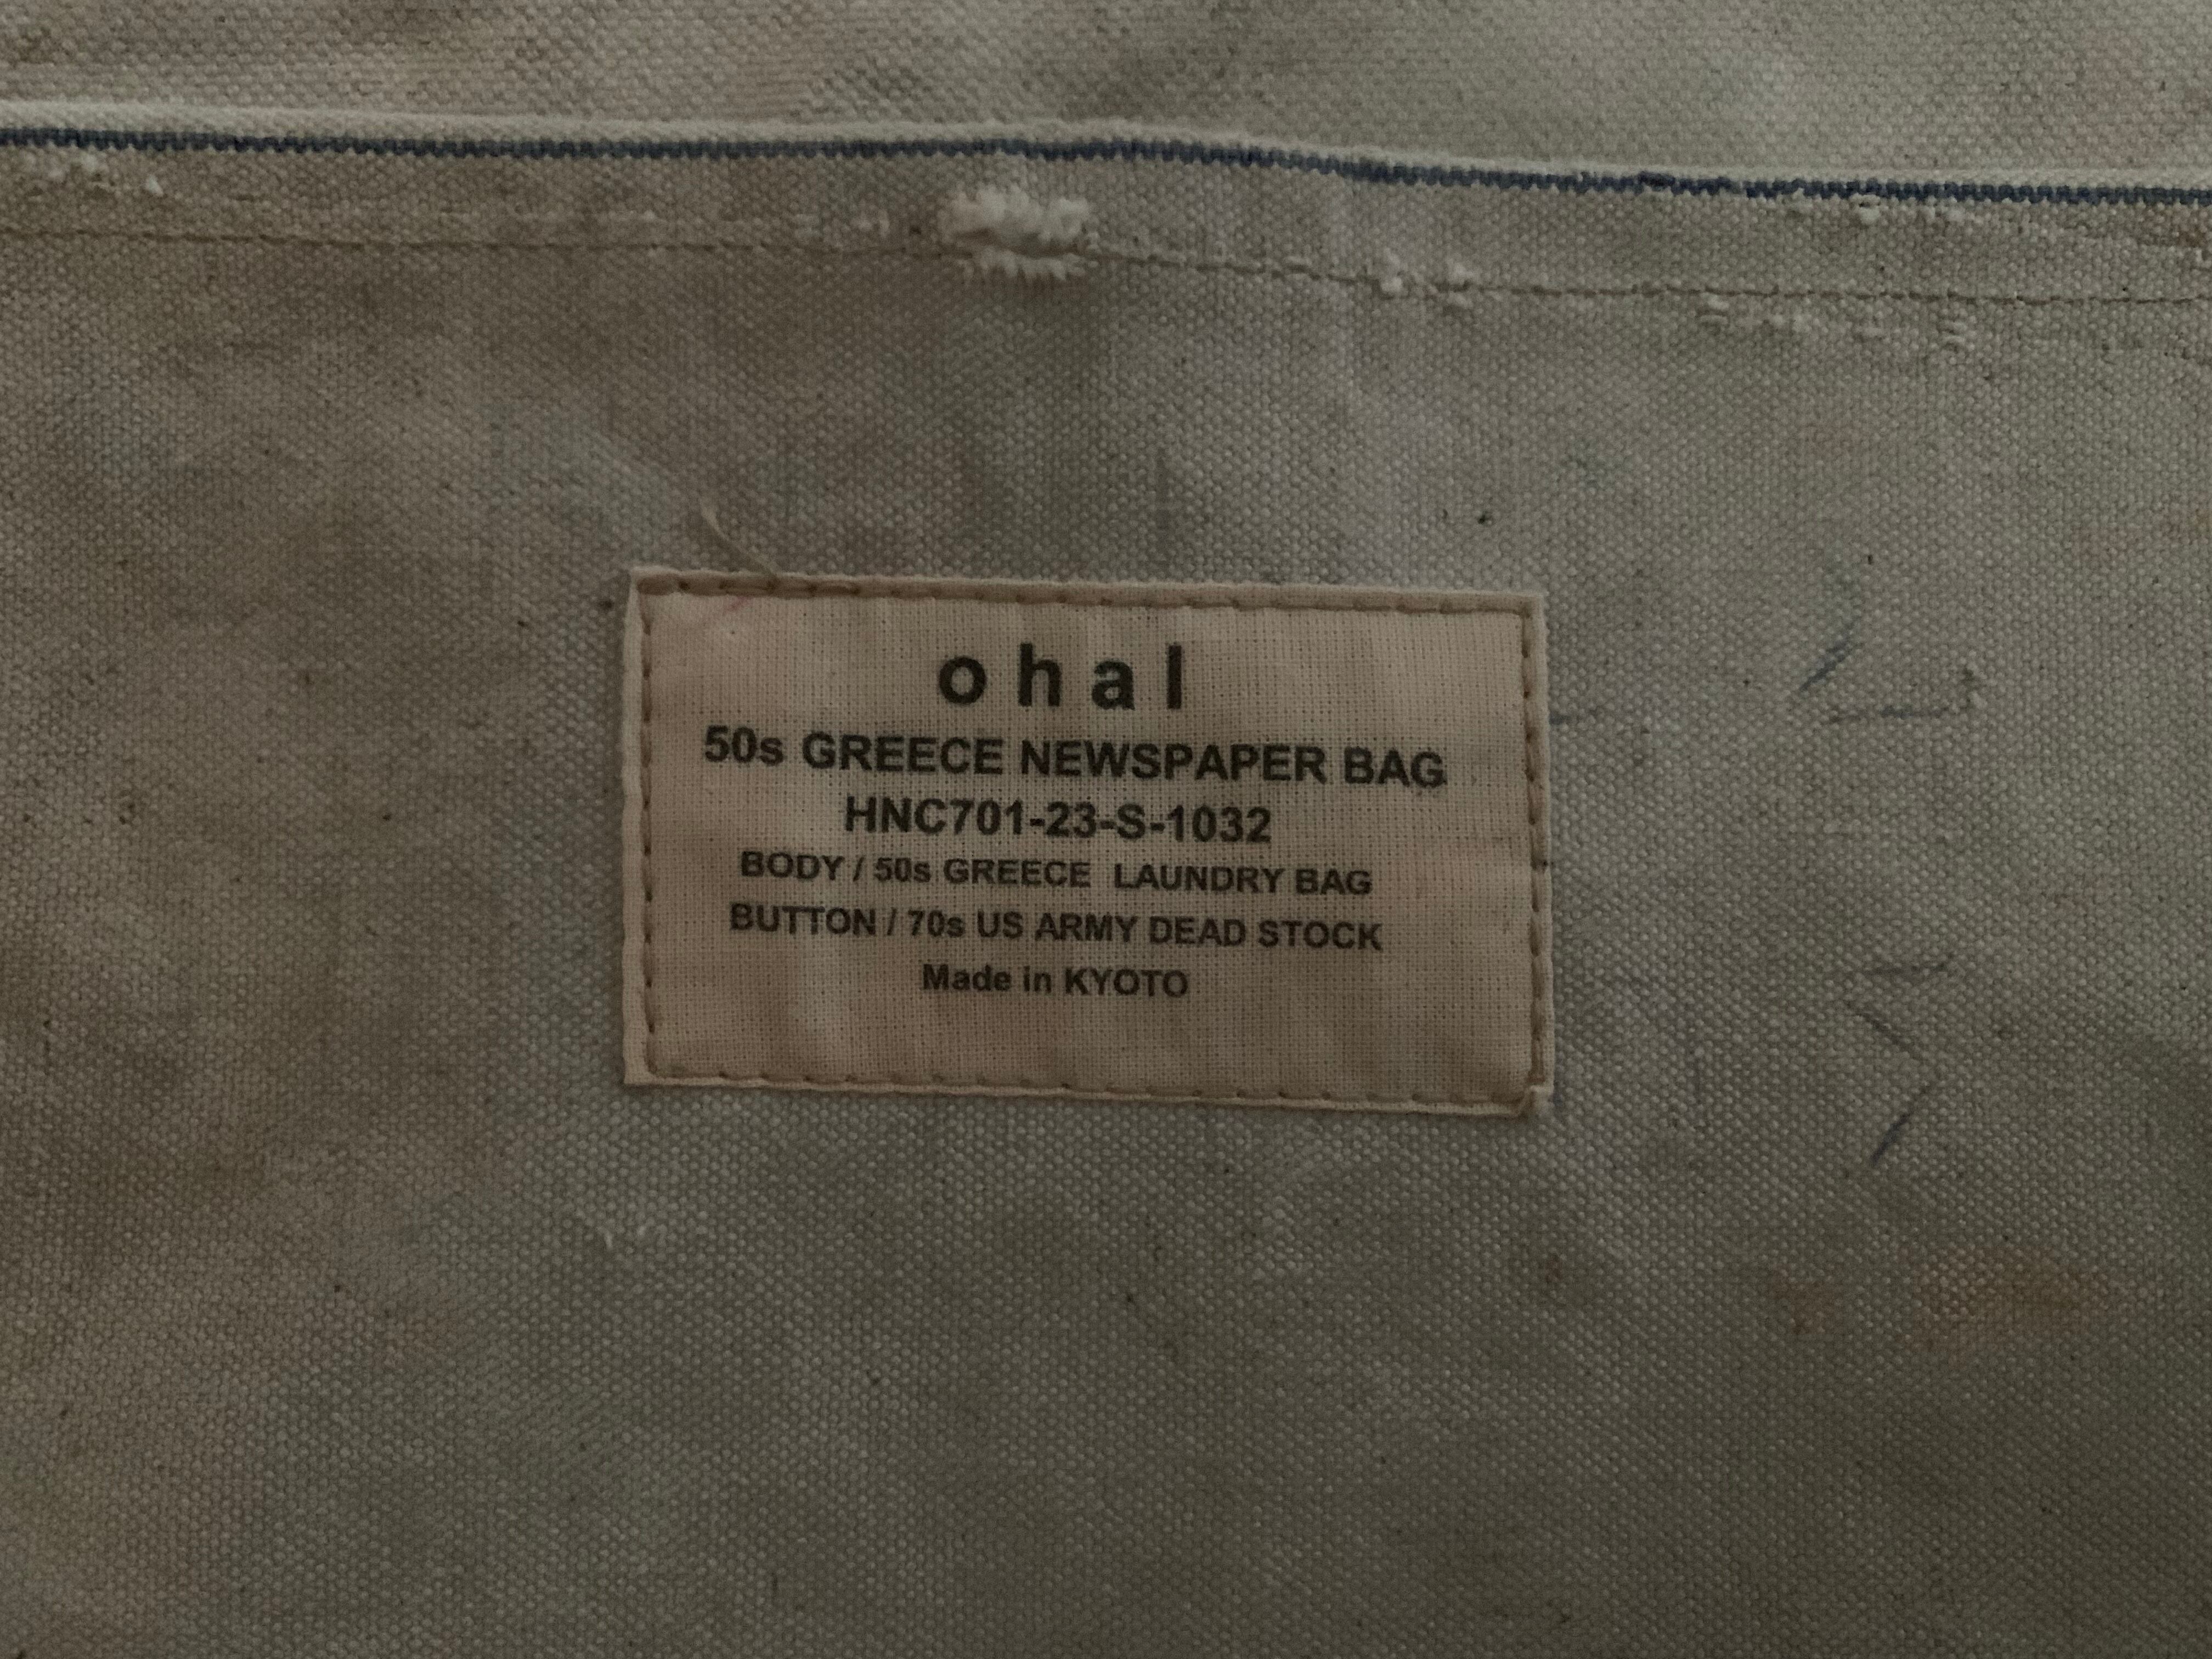 ohal
50s GREECE NEWSPAPER BAG
HNC701-23-S-1032
BODY / 50s GREECE LAUNDRY BAG
BUTTON / 70s US ARMY DEAD STOCK
Made in KYOTO